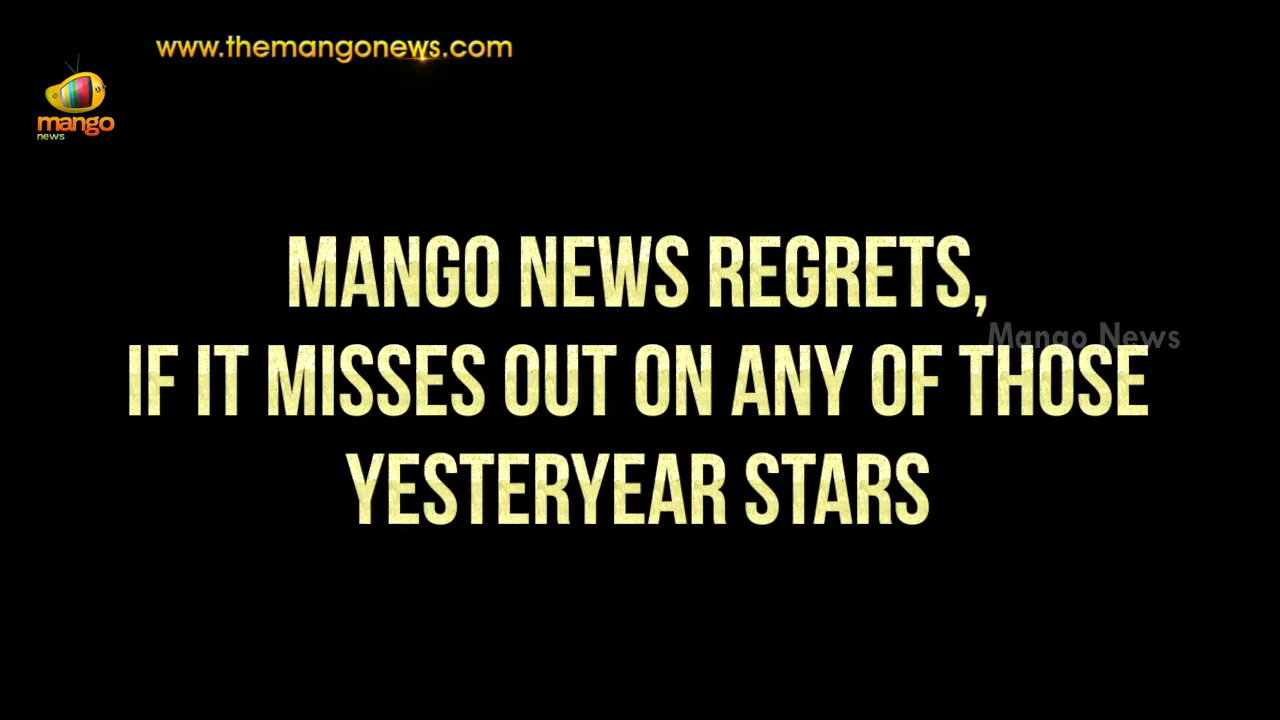 www.themangonews.com
mango
news
MANGO NEWS REGRETS,
Mango News
IF IT MISSES OUT ON ANY OF THOSE
YESTERYEAR STARS